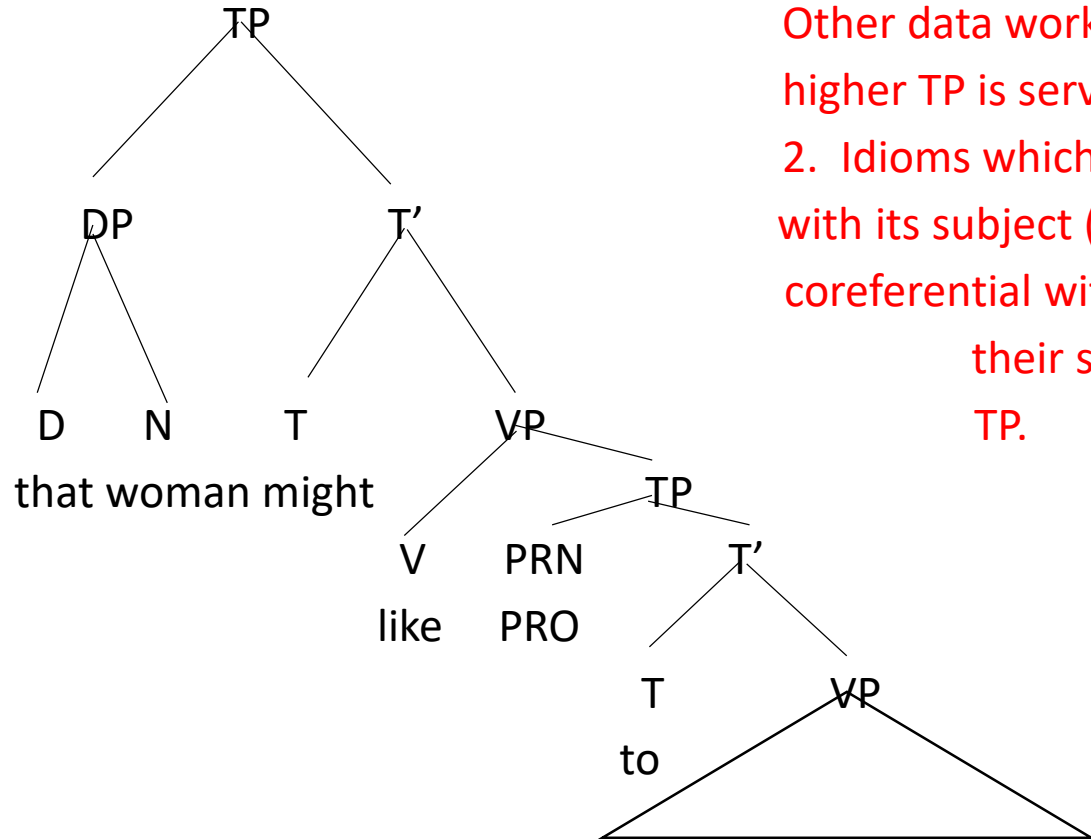 TP
Other data work
higher TP is serv
2. Idioms which
DP T'
with its subject (
coreferential wit
their s
D N T VP
TP.
that woman might
TP
V PRN T'
like PRO
T VP
to